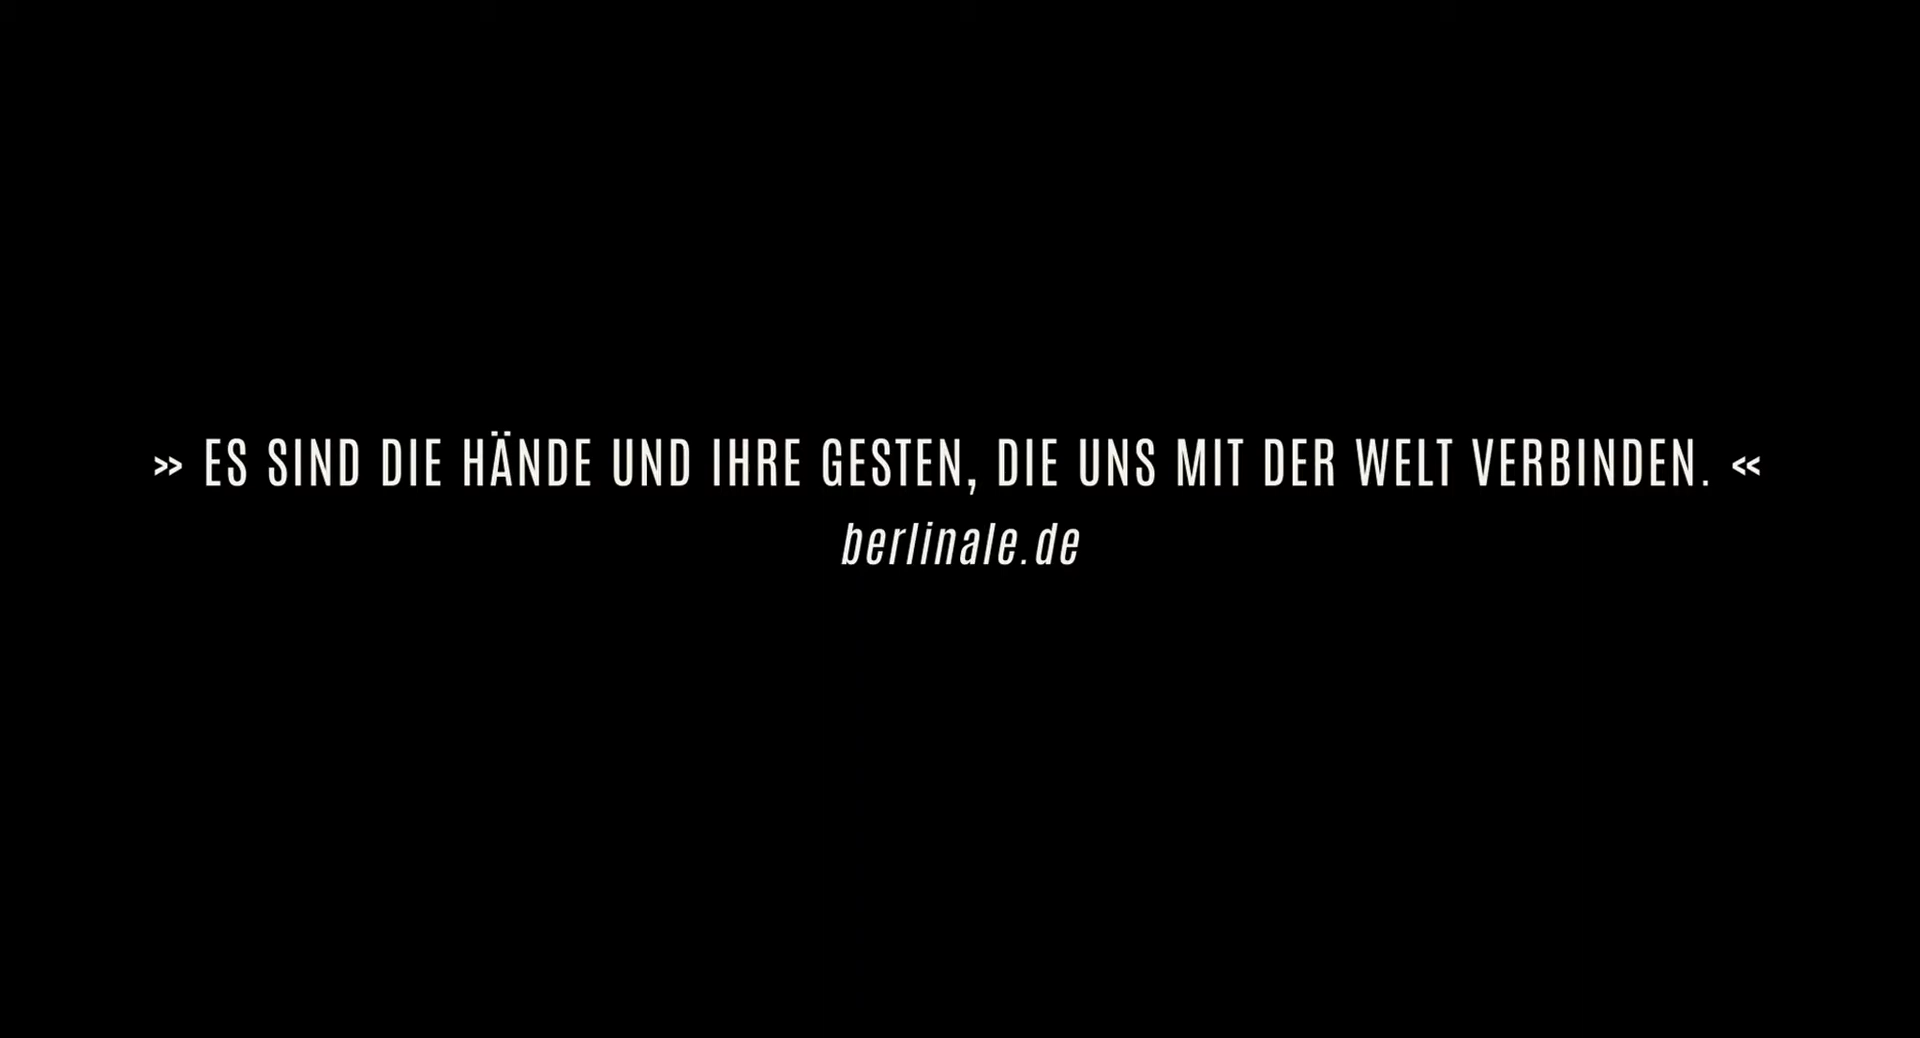 » ES SIND DIE HÄNDE UND IHRE GESTEN, DIE UNS MIT DER WELT VERBINDEN. «
berlinale.de